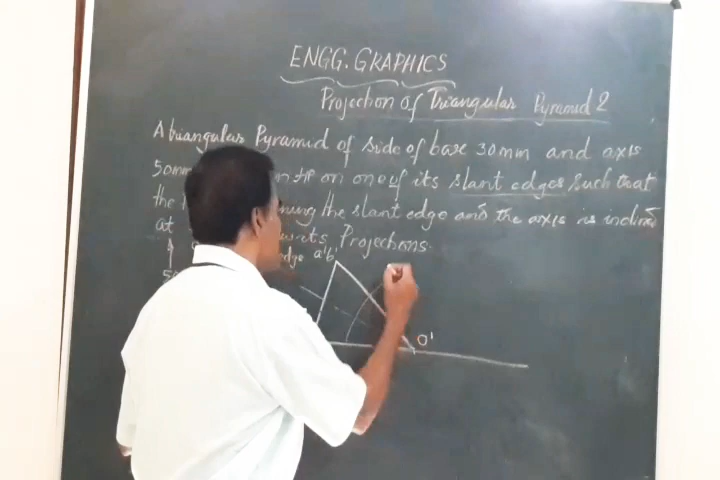 ENGG. GRAPHICS
Projection of Triangular Pyramid 2
A triangular Pyramid of side of base 30mm and axis
50mm on HP on one of its slant edges such that
the the slant edge and the axis is inclined
at its Projections.
edge a'b'
o'